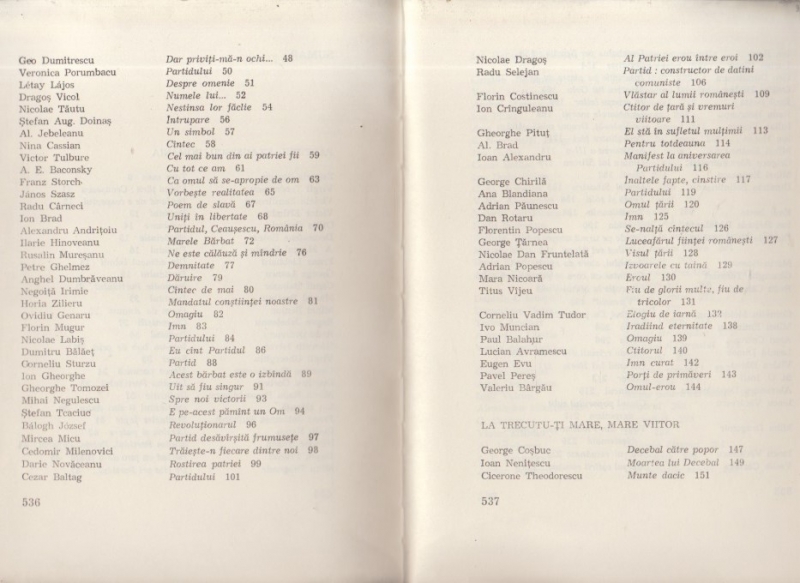 Geo Dumitrescu Dar priviți-mă-n ochi... 48
Veronica Porumbacu Partidului 50
Létay Lájos Despre omenie 51
Dragoș Vicol Numele lui... 52
Nicolae Tăutu Nestinsa lor făclie 54
Ștefan Aug. Doinaș Intrupare 56
Al. Jebeleanu Un simbol 57
Nina Cassian Cintec 58
Victor Tulbure Cel mai bun din ai patriei fii 59
A. E. Baconsky Cu tot ce am 61
Franz Storch Ca omul să se-apropie de om 63
János Szasz Vorbește realitatea 65
Radu Cârneci Poem de slavă 67
Ion Brad Uniți in libertate 68
Alexandru Andrițoiu Partidul, Ceaușescu, România 70
Ilarie Hinoveanu Marele Bărbat 72
Rusalin Mureșanu Ne este călăuză și mindrie 76
Petre Ghelmez Demnitate 77
Anghel Dumbrăveanu Dăruire 79
Negoiță Irimie Cinter de mai 80
Horia Zilieru Mandatul conștiinței noastre 81
Ovidiu Genaru Omagiu 82
Florin Mugur Imn 83
Nicolae Labiș Partidului 84
Dumitru Bălăeț Eu cint Partidul 86
Corneliu Sturzu Partid 88
Ion Gheorghe Acest bărbat este o izbindă 89
Gheorghe Tomozei Uit să fiu singur 91
Mihai Negulescu Spre noi victorii 93
Ștefan Tcaciuc E pe-acest pămint un Om 94
Bálogh József Revoluționarul 96
Mircea Micu Partid desăvirșită frumusețe 97
Cedomir Milenovici Trăiește-n fiecare dintre noi 98
Darie Novăceanu Rostirea patriei 99
Cezar Baltag Partidului 101
536
Nicolae Dragoș Al Patriei erou intre eroi 102
Radu Selejan Partid : constructor de datini
comuniste 106
Florin Costinescu Vlăstar al lumii românești 109
Ion Crînguleanu Ctitor de țară și vremuri
viitoare 111
Gheorghe Pituț El stă in sufletul mulțimii 113
Al. Brad Pentru totdeauna 114
Ioan Alexandru Manifest la aniversarea
Partidului 116
George Chirilă Inaltele fapte, cinstire 117
Ana Blandiana Partidului 119
Adrian Păunescu Omul țării 120
Dan Rotaru Imn 125
Florentin Popescu Se-nalță cintecul 126
George Țârnea Luceafărul ființei românești 127
Nicolae Dan Fruntelată Visul țării 128
Adrian Popescu Izvoarele cu taină 129
Mara Nicoară Eroul 130
Titus Vîjeu Fiu de glorii multe, fiu de
tricolor 131
Corneliu Vadim Tudor Elogiu de iarnă 132
Ivo Muncian Iradiind eternitate 138
Paul Balahur Omagiu 139
Lucian Avramescu Ctitorul 140
Eugen Evu Imn curat 142
Pavel Pereș Porți de primăveri 143
Valeriu Bârgău Omul-erou 144
LA TRECUTU-ȚI MARE, MARE VIITOR
George Coșbuc Decebal către popor 147
Ioan Nenițescu Moartea lui Decebal 149
Cicerone Theodorescu Munte dacic 151
537